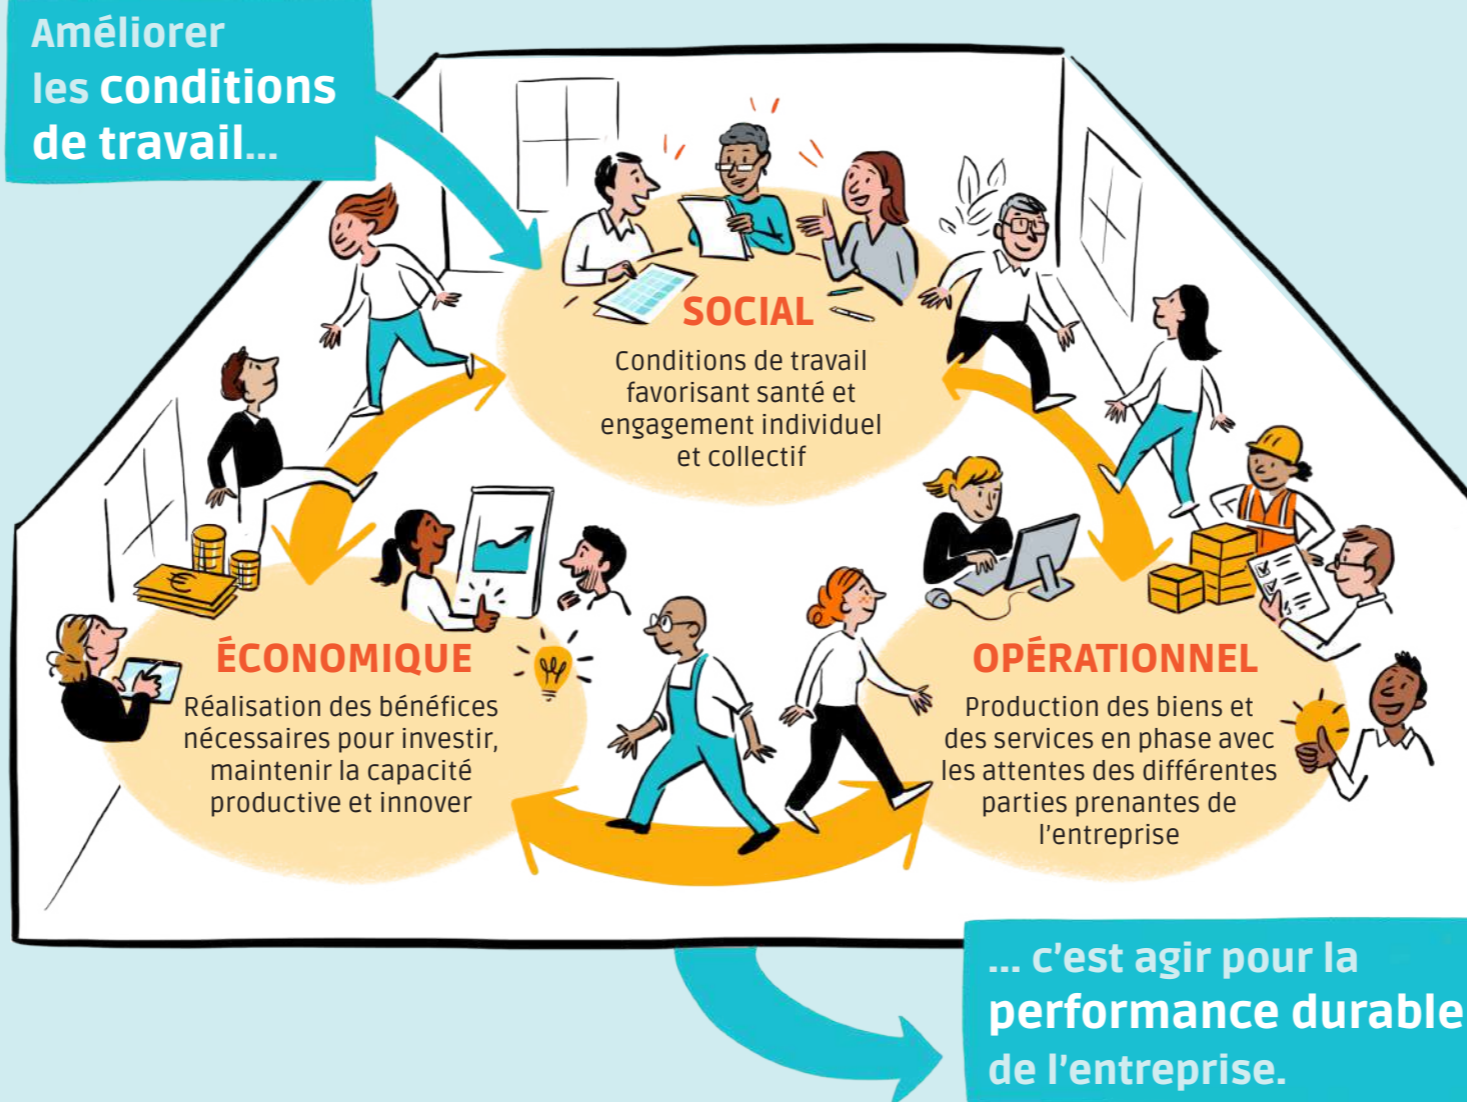 Améliorer
les conditions
de travail...
SOCIAL
Conditions de travail
favorisant santé et
engagement individuel
et collectif
€
ÉCONOMIQUE
Réalisation des bénéfices
nécessaires pour investir,
maintenir la capacité
productive et innover
OPÉRATIONNEL
Production des biens et
des services en phase avec
les attentes des différentes
parties prenantes de
l'entreprise
... c'est agir pour la
performance durable
de l'entreprise.